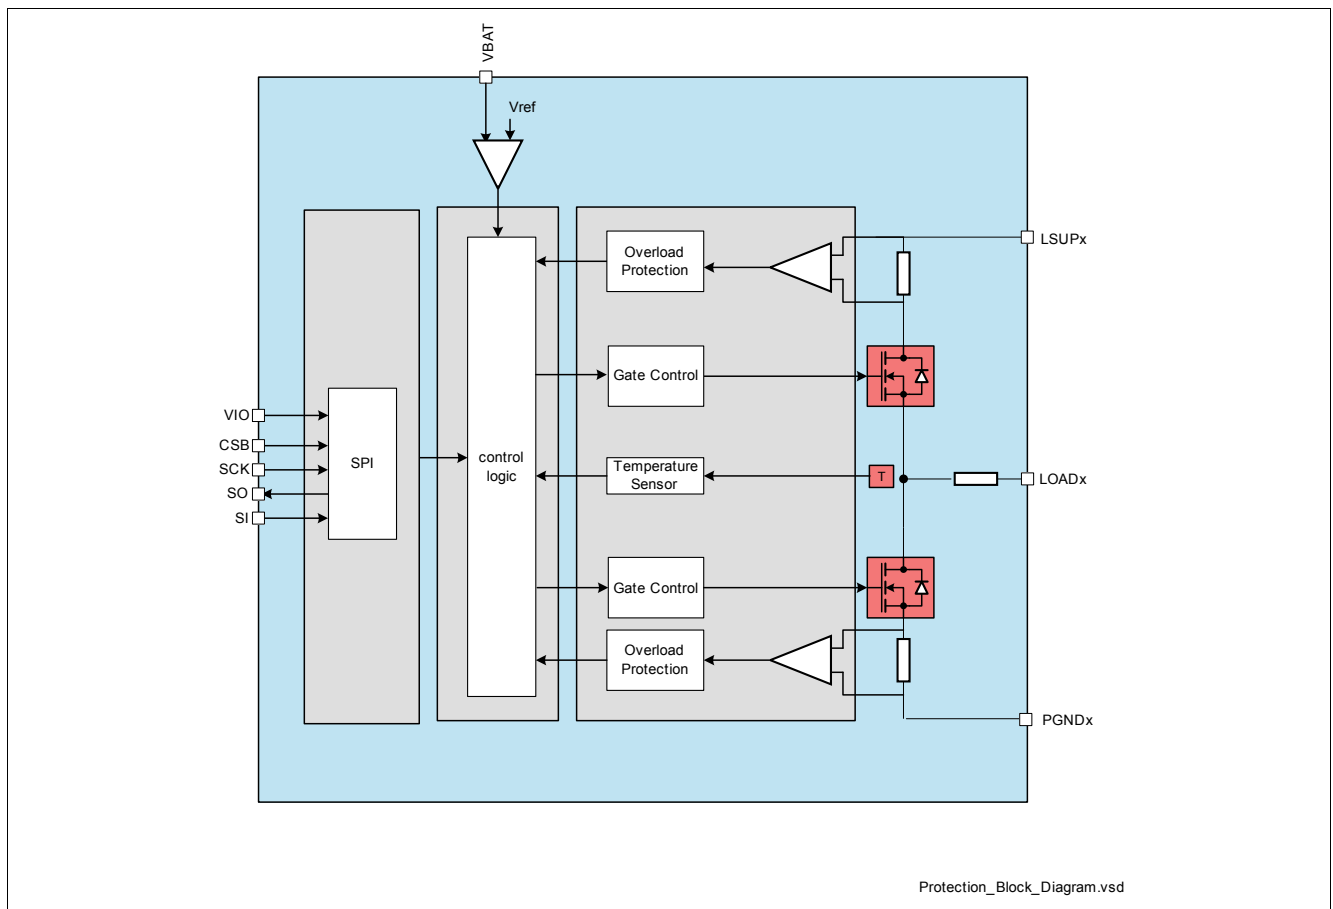 VBAT
Vref
Overload
Protection
LSUPx
Gate Control
VIO
CSB
SCK
SO
SI
SPI
control
logic
Temperature
Sensor
T
LOADx
Gate Control
Overload
Protection
PGNDx
Protection_Block_Diagram.vsd